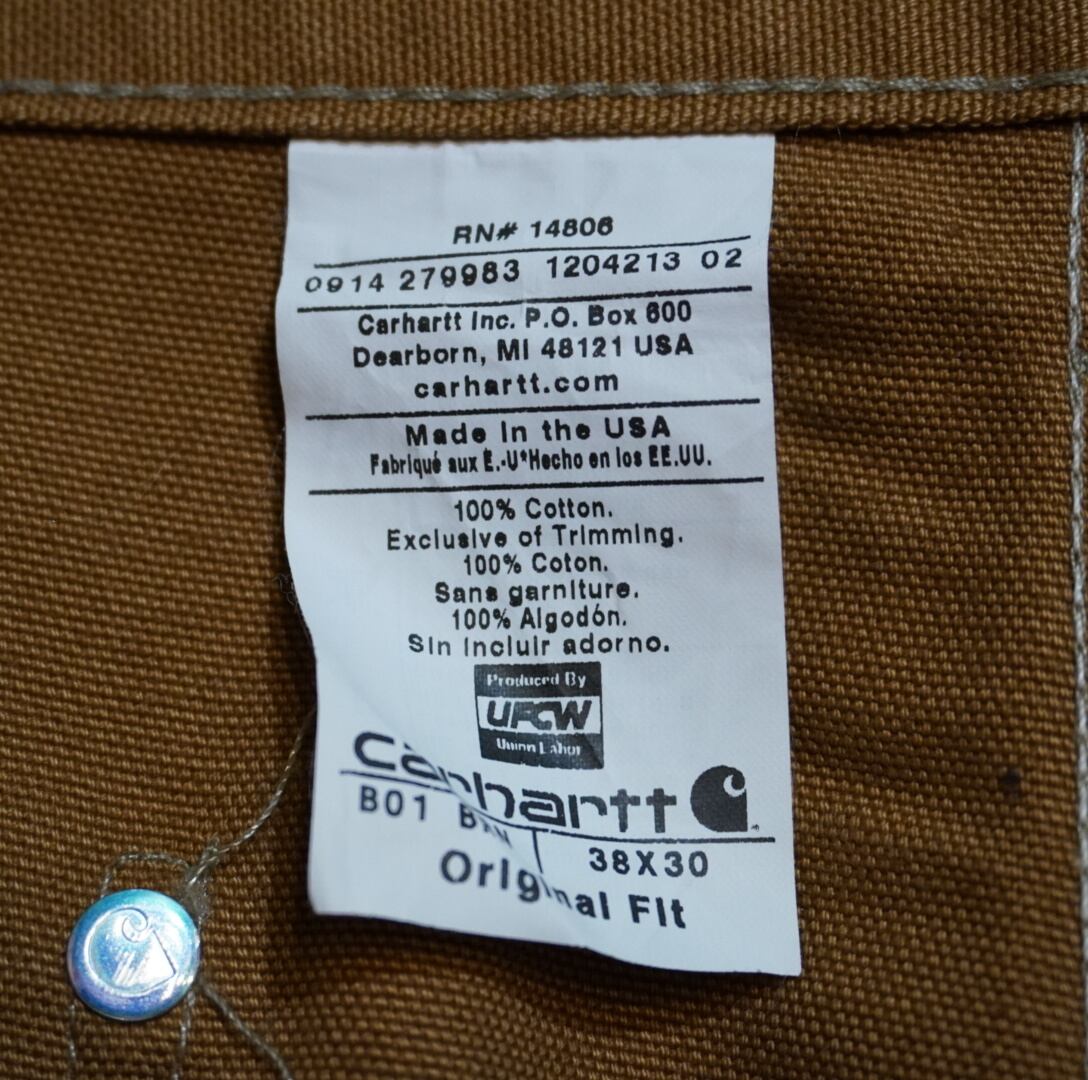 RN# 14806
0914 279983 1204213 02
Carhartt Inc. P.O. Box 600
Dearborn, MI 48121 USA
carhartt.com
Made in the USA
Fabriqué aux É.-U*Hecho en los EE.UU.
100% Cotton.
Exclusive of Trimming.
100% Coton.
Sans garniture.
100% Algodón.
Sin incluir adorno.
Produced By
UFCW
Union Labor
carhartt
B01 BRN 38X30
Original Fit